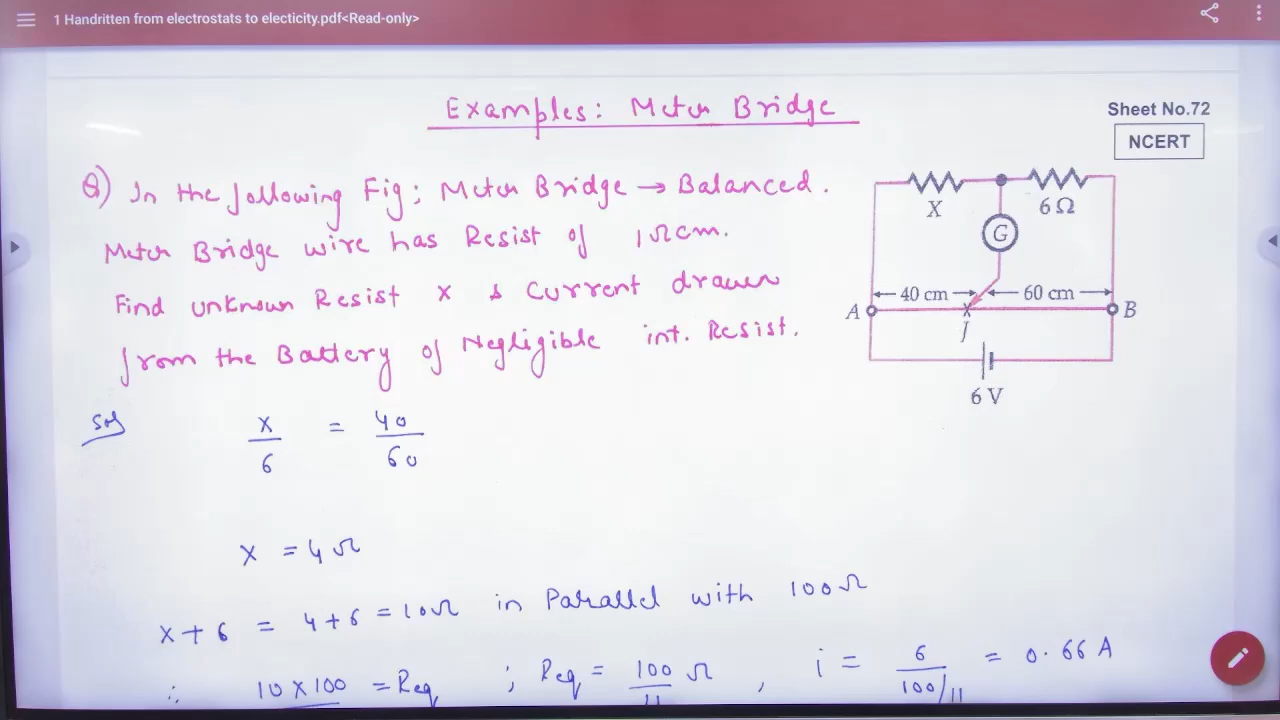 1 Handritten from electrostats to electicity.pdf<Read-only>
Examples: Meter Bridge
Sheet No.72
NCERT
Q) In the following Fig; Meter Bridge → Balanced.
Meter Bridge wire has Resist of 1Ω cm.
Find unknown Resist X & Current drawn
from the Battery of Negligible int. Resist.
X
6 Ω
G
40 cm
60 cm
A
B
J
6 V
Sol
X/6 = 40/60
X = 4Ω
X+6 = 4+6 = 10Ω in Parallel with 100Ω
∴ 10 X 100 = Req ; Req = 100/11 Ω , i = 6/100/11 = 0.66 A